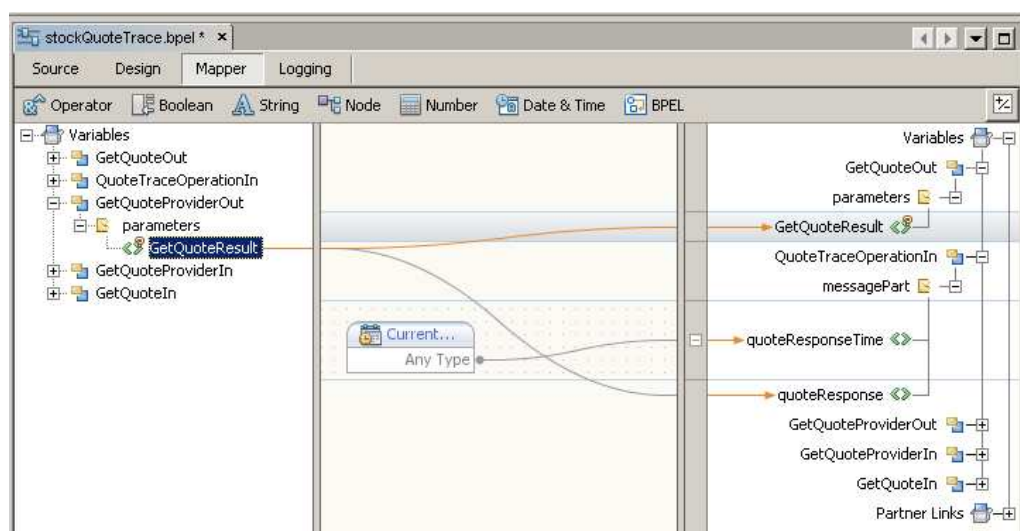 stockQuoteTrace.bpel *
Source Design Mapper Logging
Operator Boolean String Node Number Date & Time BPEL
Variables
GetQuoteOut
QuoteTraceOperationIn
GetQuoteProviderOut
parameters
GetQuoteResult
GetQuoteProviderIn
GetQuoteIn
Current...
Any Type
Variables
GetQuoteOut
parameters
GetQuoteResult
QuoteTraceOperationIn
messagePart
quoteResponseTime
quoteResponse
GetQuoteProviderOut
GetQuoteProviderIn
GetQuoteIn
Partner Links